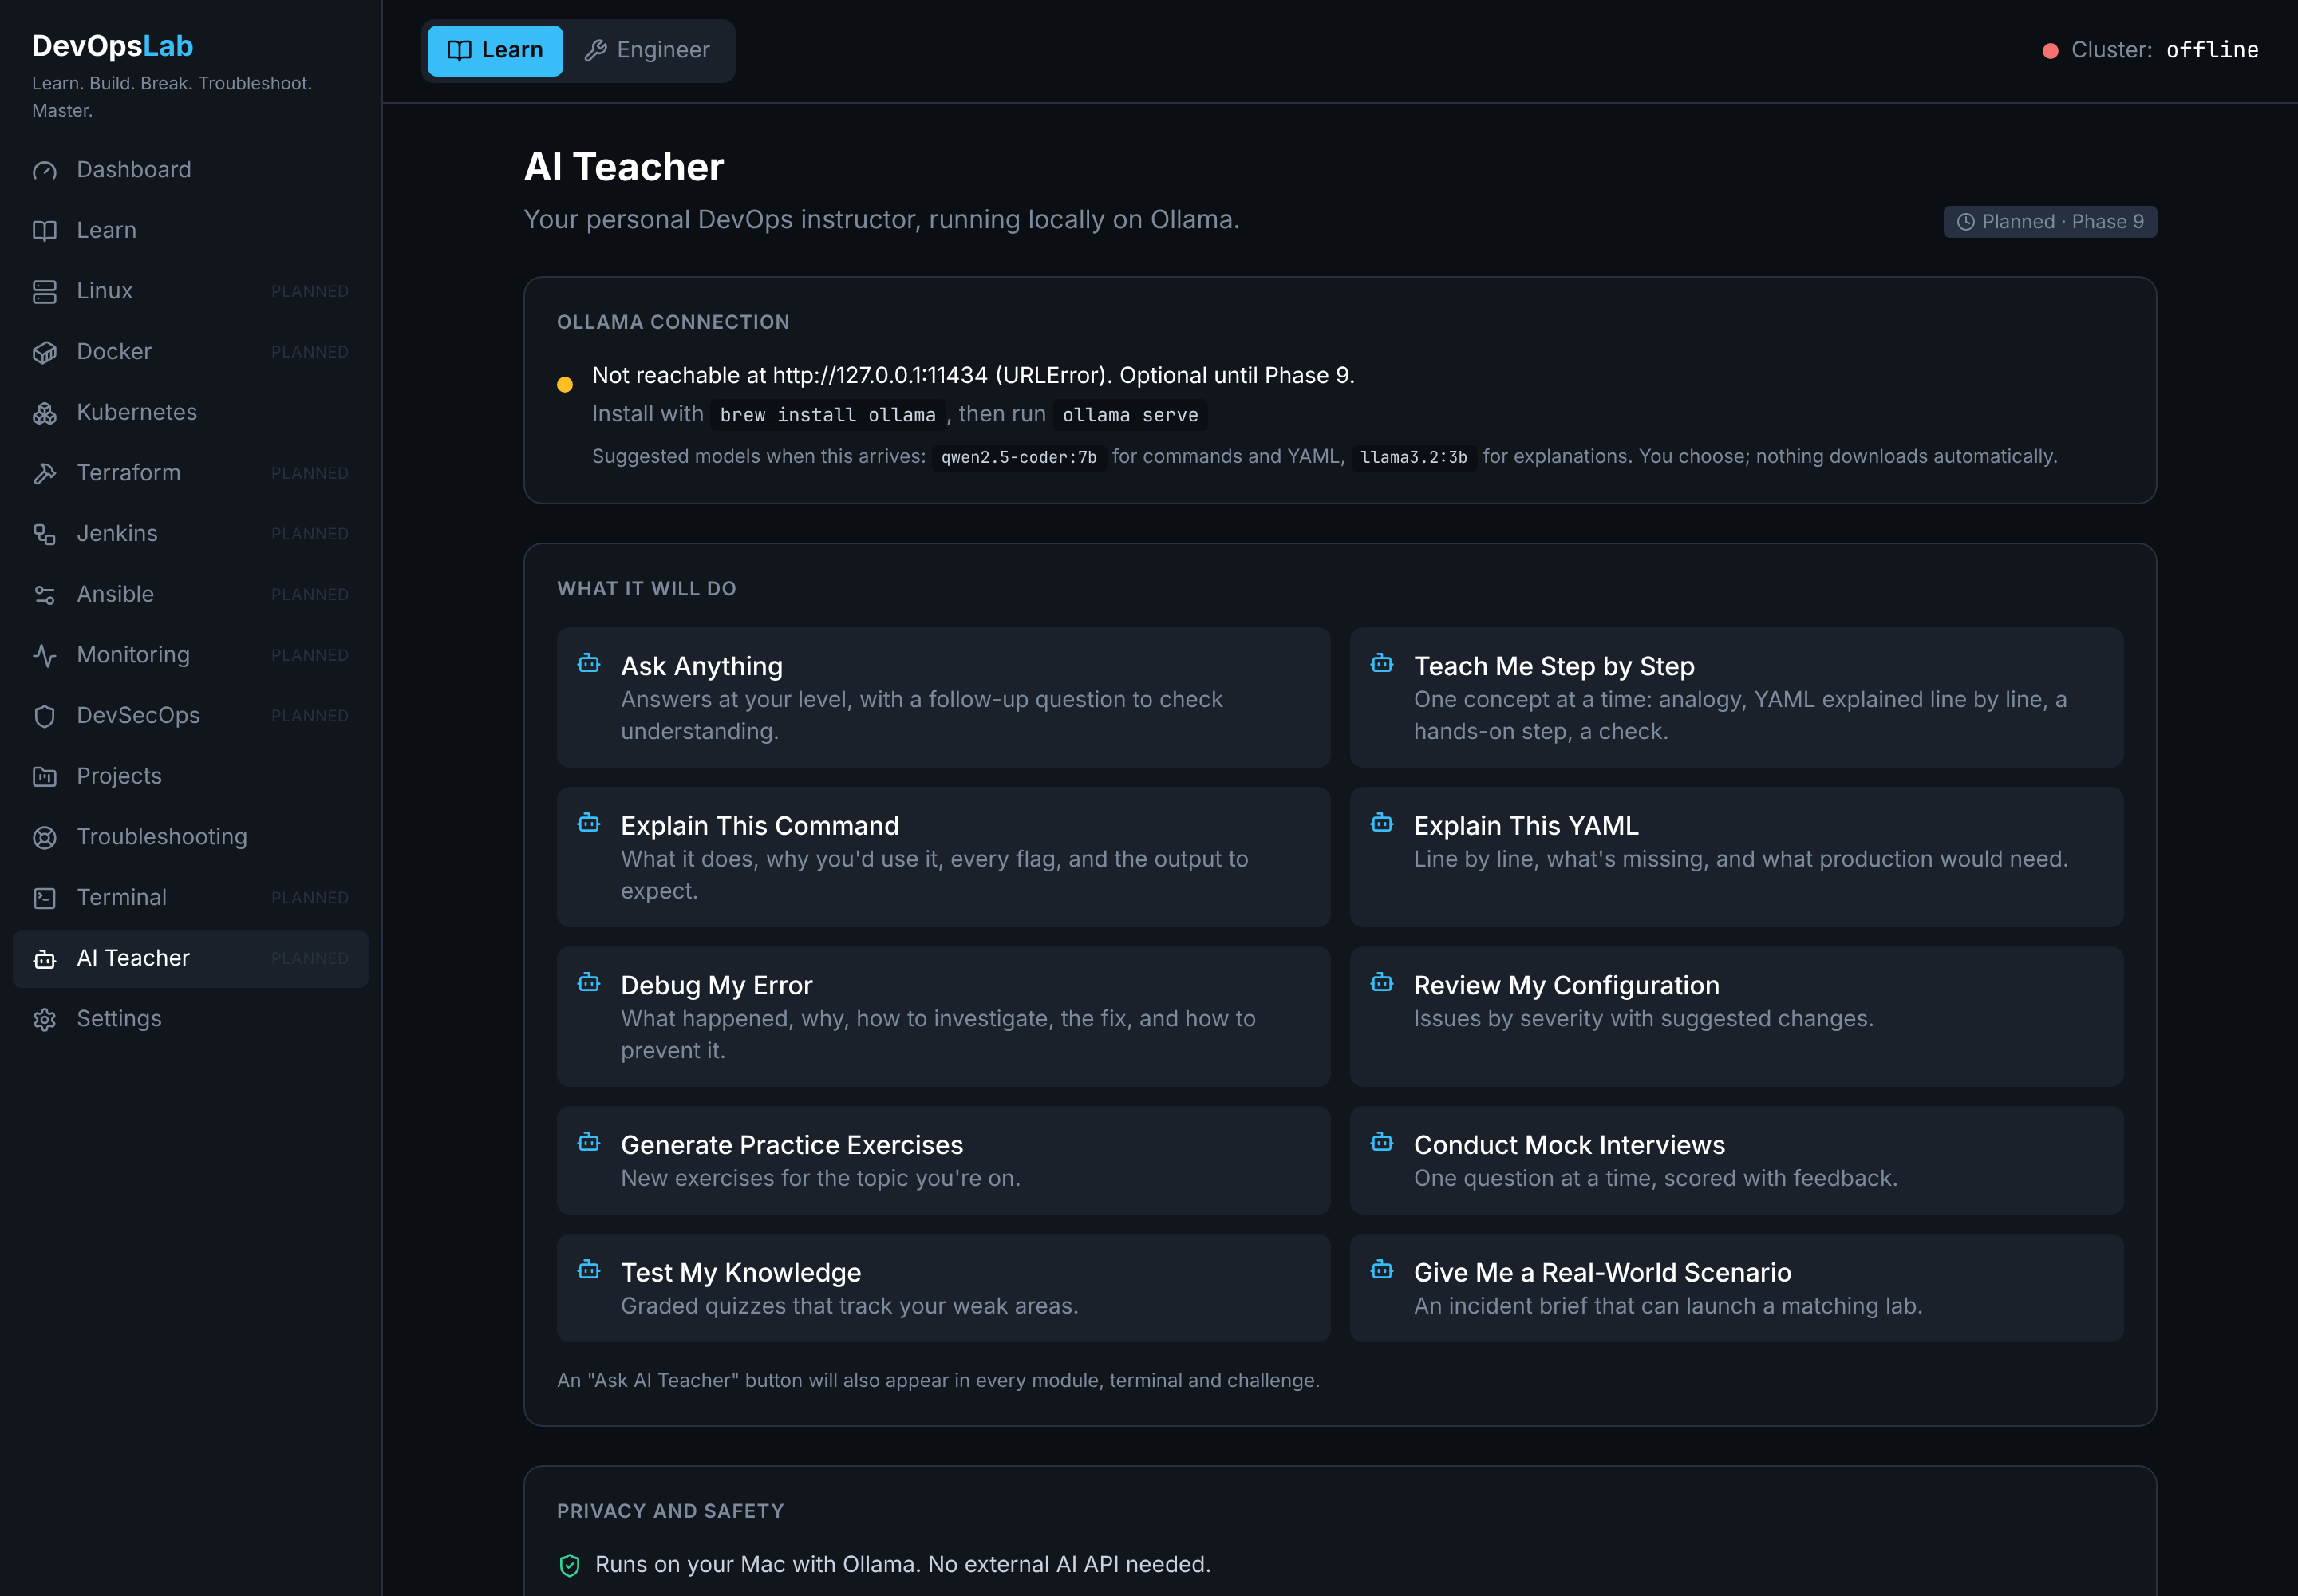 DevOpsLab
Learn. Build. Break. Troubleshoot.
Master.
Dashboard
Learn
Linux PLANNED
Docker PLANNED
Kubernetes
Terraform PLANNED
Jenkins PLANNED
Ansible PLANNED
Monitoring PLANNED
DevSecOps PLANNED
Projects
Troubleshooting
Terminal PLANNED
AI Teacher PLANNED
Settings
Learn Engineer
Cluster: offline
AI Teacher
Your personal DevOps instructor, running locally on Ollama.
Planned · Phase 9
OLLAMA CONNECTION
Not reachable at http://127.0.0.1:11434 (URLError). Optional until Phase 9.
Install with brew install ollama, then run ollama serve
Suggested models when this arrives: qwen2.5-coder:7b for commands and YAML, llama3.2:3b for explanations. You choose; nothing downloads automatically.
WHAT IT WILL DO
Ask Anything
Answers at your level, with a follow-up question to check
understanding.
Teach Me Step by Step
One concept at a time: analogy, YAML explained line by line, a
hands-on step, a check.
Explain This Command
What it does, why you'd use it, every flag, and the output to
expect.
Explain This YAML
Line by line, what's missing, and what production would need.
Debug My Error
What happened, why, how to investigate, the fix, and how to
prevent it.
Review My Configuration
Issues by severity with suggested changes.
Generate Practice Exercises
New exercises for the topic you're on.
Conduct Mock Interviews
One question at a time, scored with feedback.
Test My Knowledge
Graded quizzes that track your weak areas.
Give Me a Real-World Scenario
An incident brief that can launch a matching lab.
An "Ask AI Teacher" button will also appear in every module, terminal and challenge.
PRIVACY AND SAFETY
Runs on your Mac with Ollama. No external AI API needed.